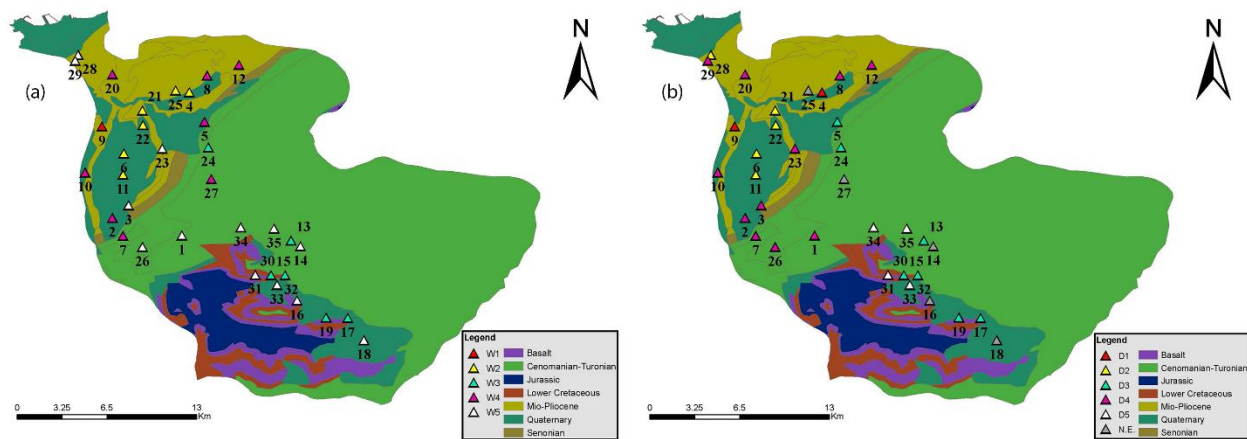 (a)
N
28
29
20
12
8
21
25
4
9
22
5
23
24
6
10
11
27
3
2
7
26
1
34
35
13
14
30
15
31
32
33
16
19
17
18
0
3.25
6.5
13
Km
Legend
W1
Basalt
W2
Cenomanian-Turonian
W3
Jurassic
Lower Cretaceous
W4
Mio-Pliocene
W5
Quaternary
Senonian
(b)
N
28
29
20
12
8
21
25
4
9
22
5
23
24
6
10
11
27
3
2
7
26
1
34
35
13
14
30
15
31
32
33
16
19
17
18
0
3.25
6.5
13
Km
Legend
D1
Basalt
D2
Cenomanian-Turonian
D3
Jurassic
D4
Lower Cretaceous
D5
Mio-Pliocene
N.E.
Quaternary
Senonian